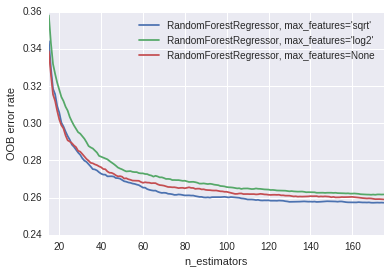 0.36
0.34
0.32
0.30
0.28
0.26
0.24
OOB error rate
RandomForestRegressor, max_features='sqrt'
RandomForestRegressor, max_features='log2'
RandomForestRegressor, max_features=None
20 40 60 80 100 120 140 160
n_estimators